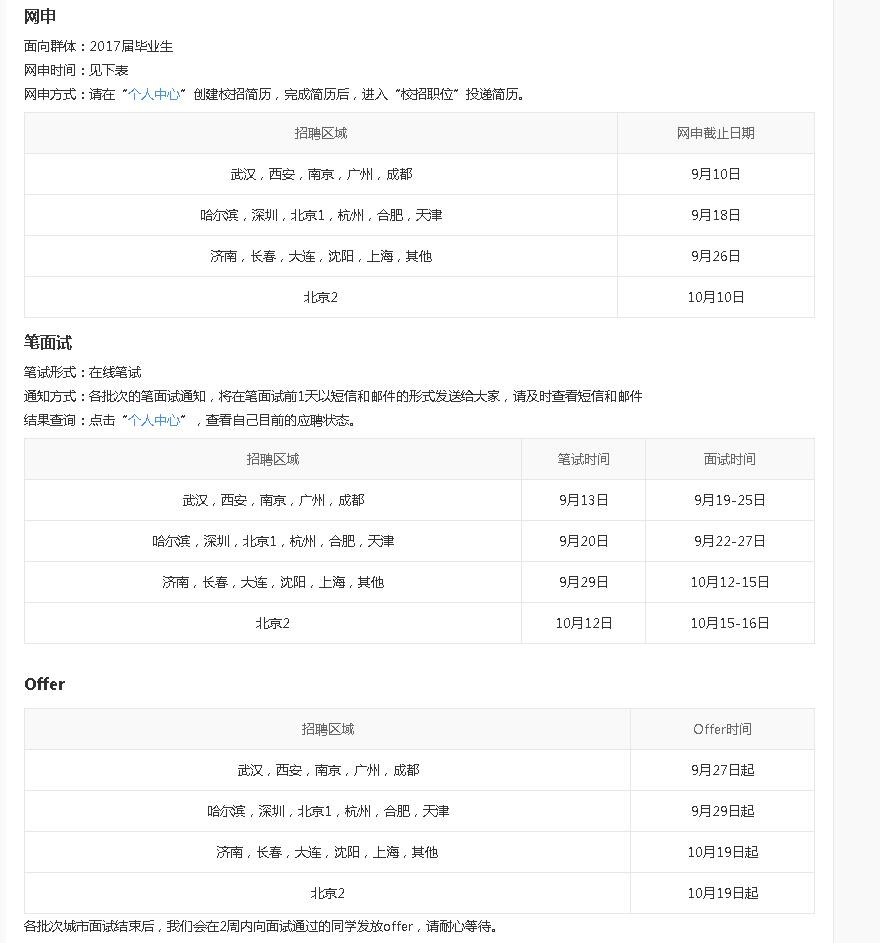 网申
面向群体：2017届毕业生
网申时间：见下表
网申方式：请在“个人中心”创建校招简历，完成简历后，进入“校招职位”投递简历。
招聘区域 网申截止日期
武汉，西安，南京，广州，成都 9月10日
哈尔滨，深圳，北京1，杭州，合肥，天津 9月18日
济南，长春，大连，沈阳，上海，其他 9月26日
北京2 10月10日
笔面试
笔试形式：在线笔试
通知方式：各批次的笔面试通知，将在笔面试前1天以短信和邮件的形式发送给大家，请及时查看短信和邮件
结果查询：点击“个人中心”，查看自己目前的应聘状态。
招聘区域 笔试时间 面试时间
武汉，西安，南京，广州，成都 9月13日 9月19-25日
哈尔滨，深圳，北京1，杭州，合肥，天津 9月20日 9月22-27日
济南，长春，大连，沈阳，上海，其他 9月29日 10月12-15日
北京2 10月12日 10月15-16日
Offer
招聘区域 Offer时间
武汉，西安，南京，广州，成都 9月27日起
哈尔滨，深圳，北京1，杭州，合肥，天津 9月29日起
济南，长春，大连，沈阳，上海，其他 10月19日起
北京2 10月19日起
各批次城市面试结束后，我们会在2周内向面试通过的同学发放offer，请耐心等待。